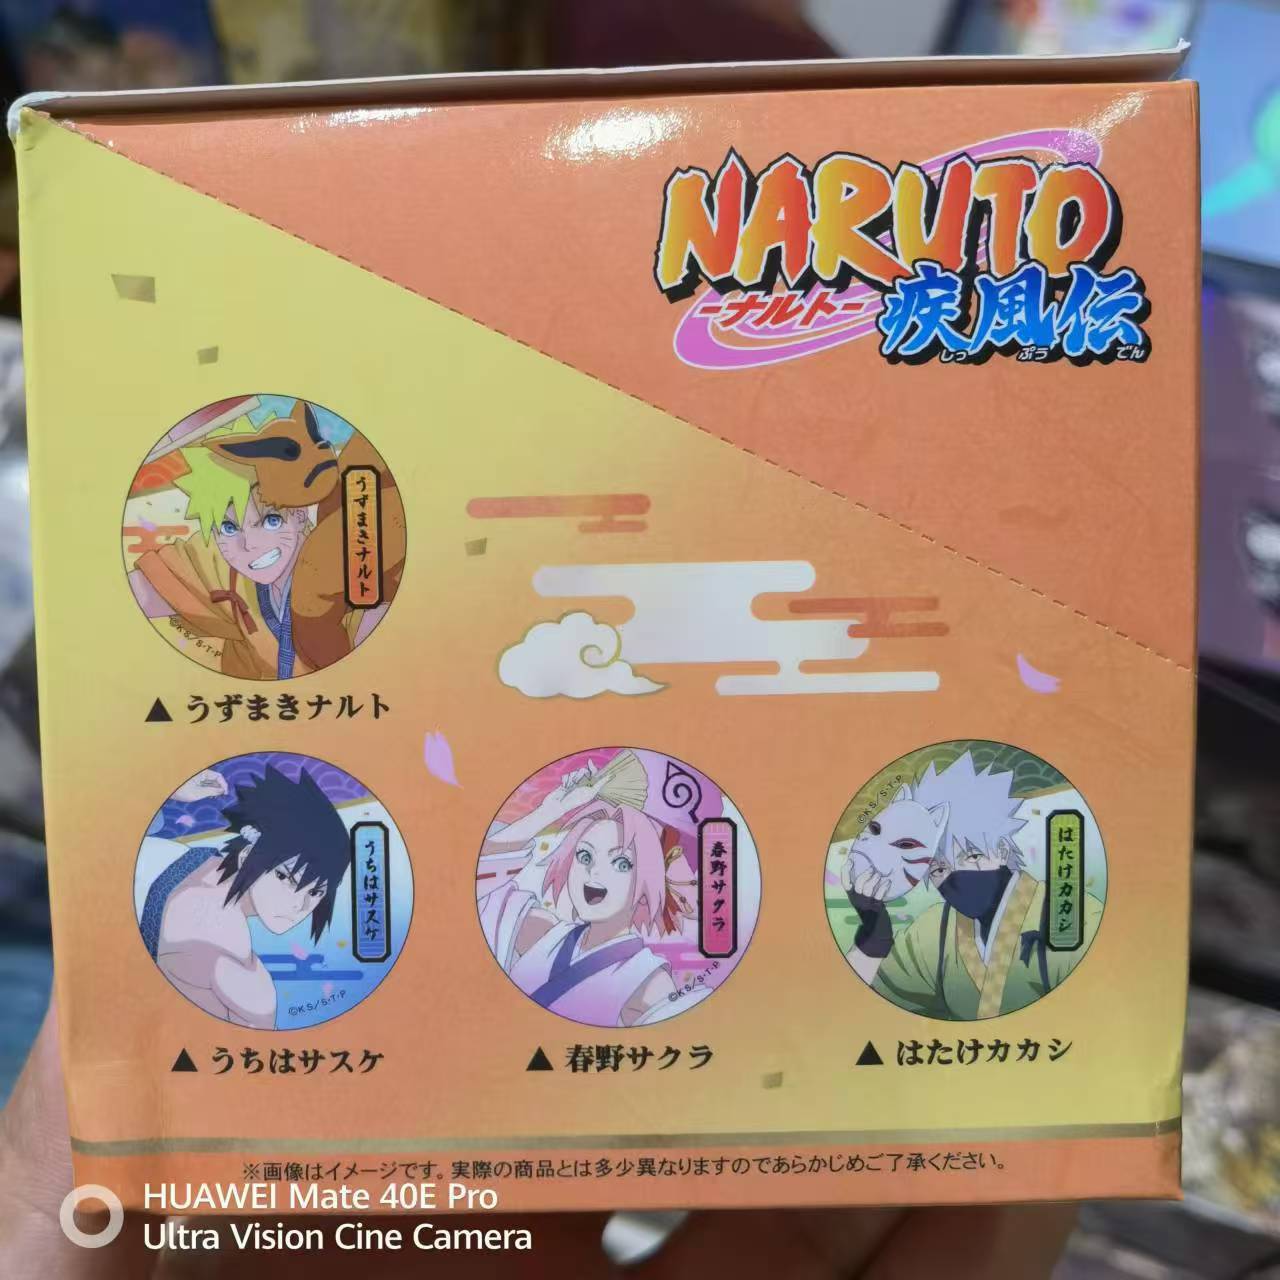 NARUTO
-ナルト-
疾風伝
しっ ぷう でん
うずまきナルト
©K S/S・T・P
▲ うずまきナルト
うちはサスケ
©K S/S・T・P
春野サクラ
©K S/S・T・P
©K S/S・T・P
はたけカカシ
▲ うちはサスケ
▲ 春野サクラ
▲ はたけカカシ
※画像はイメージです。実際の商品とは多少異なりますのであらかじめご了承ください。
HUAWEI Mate 40E Pro
Ultra Vision Cine Camera